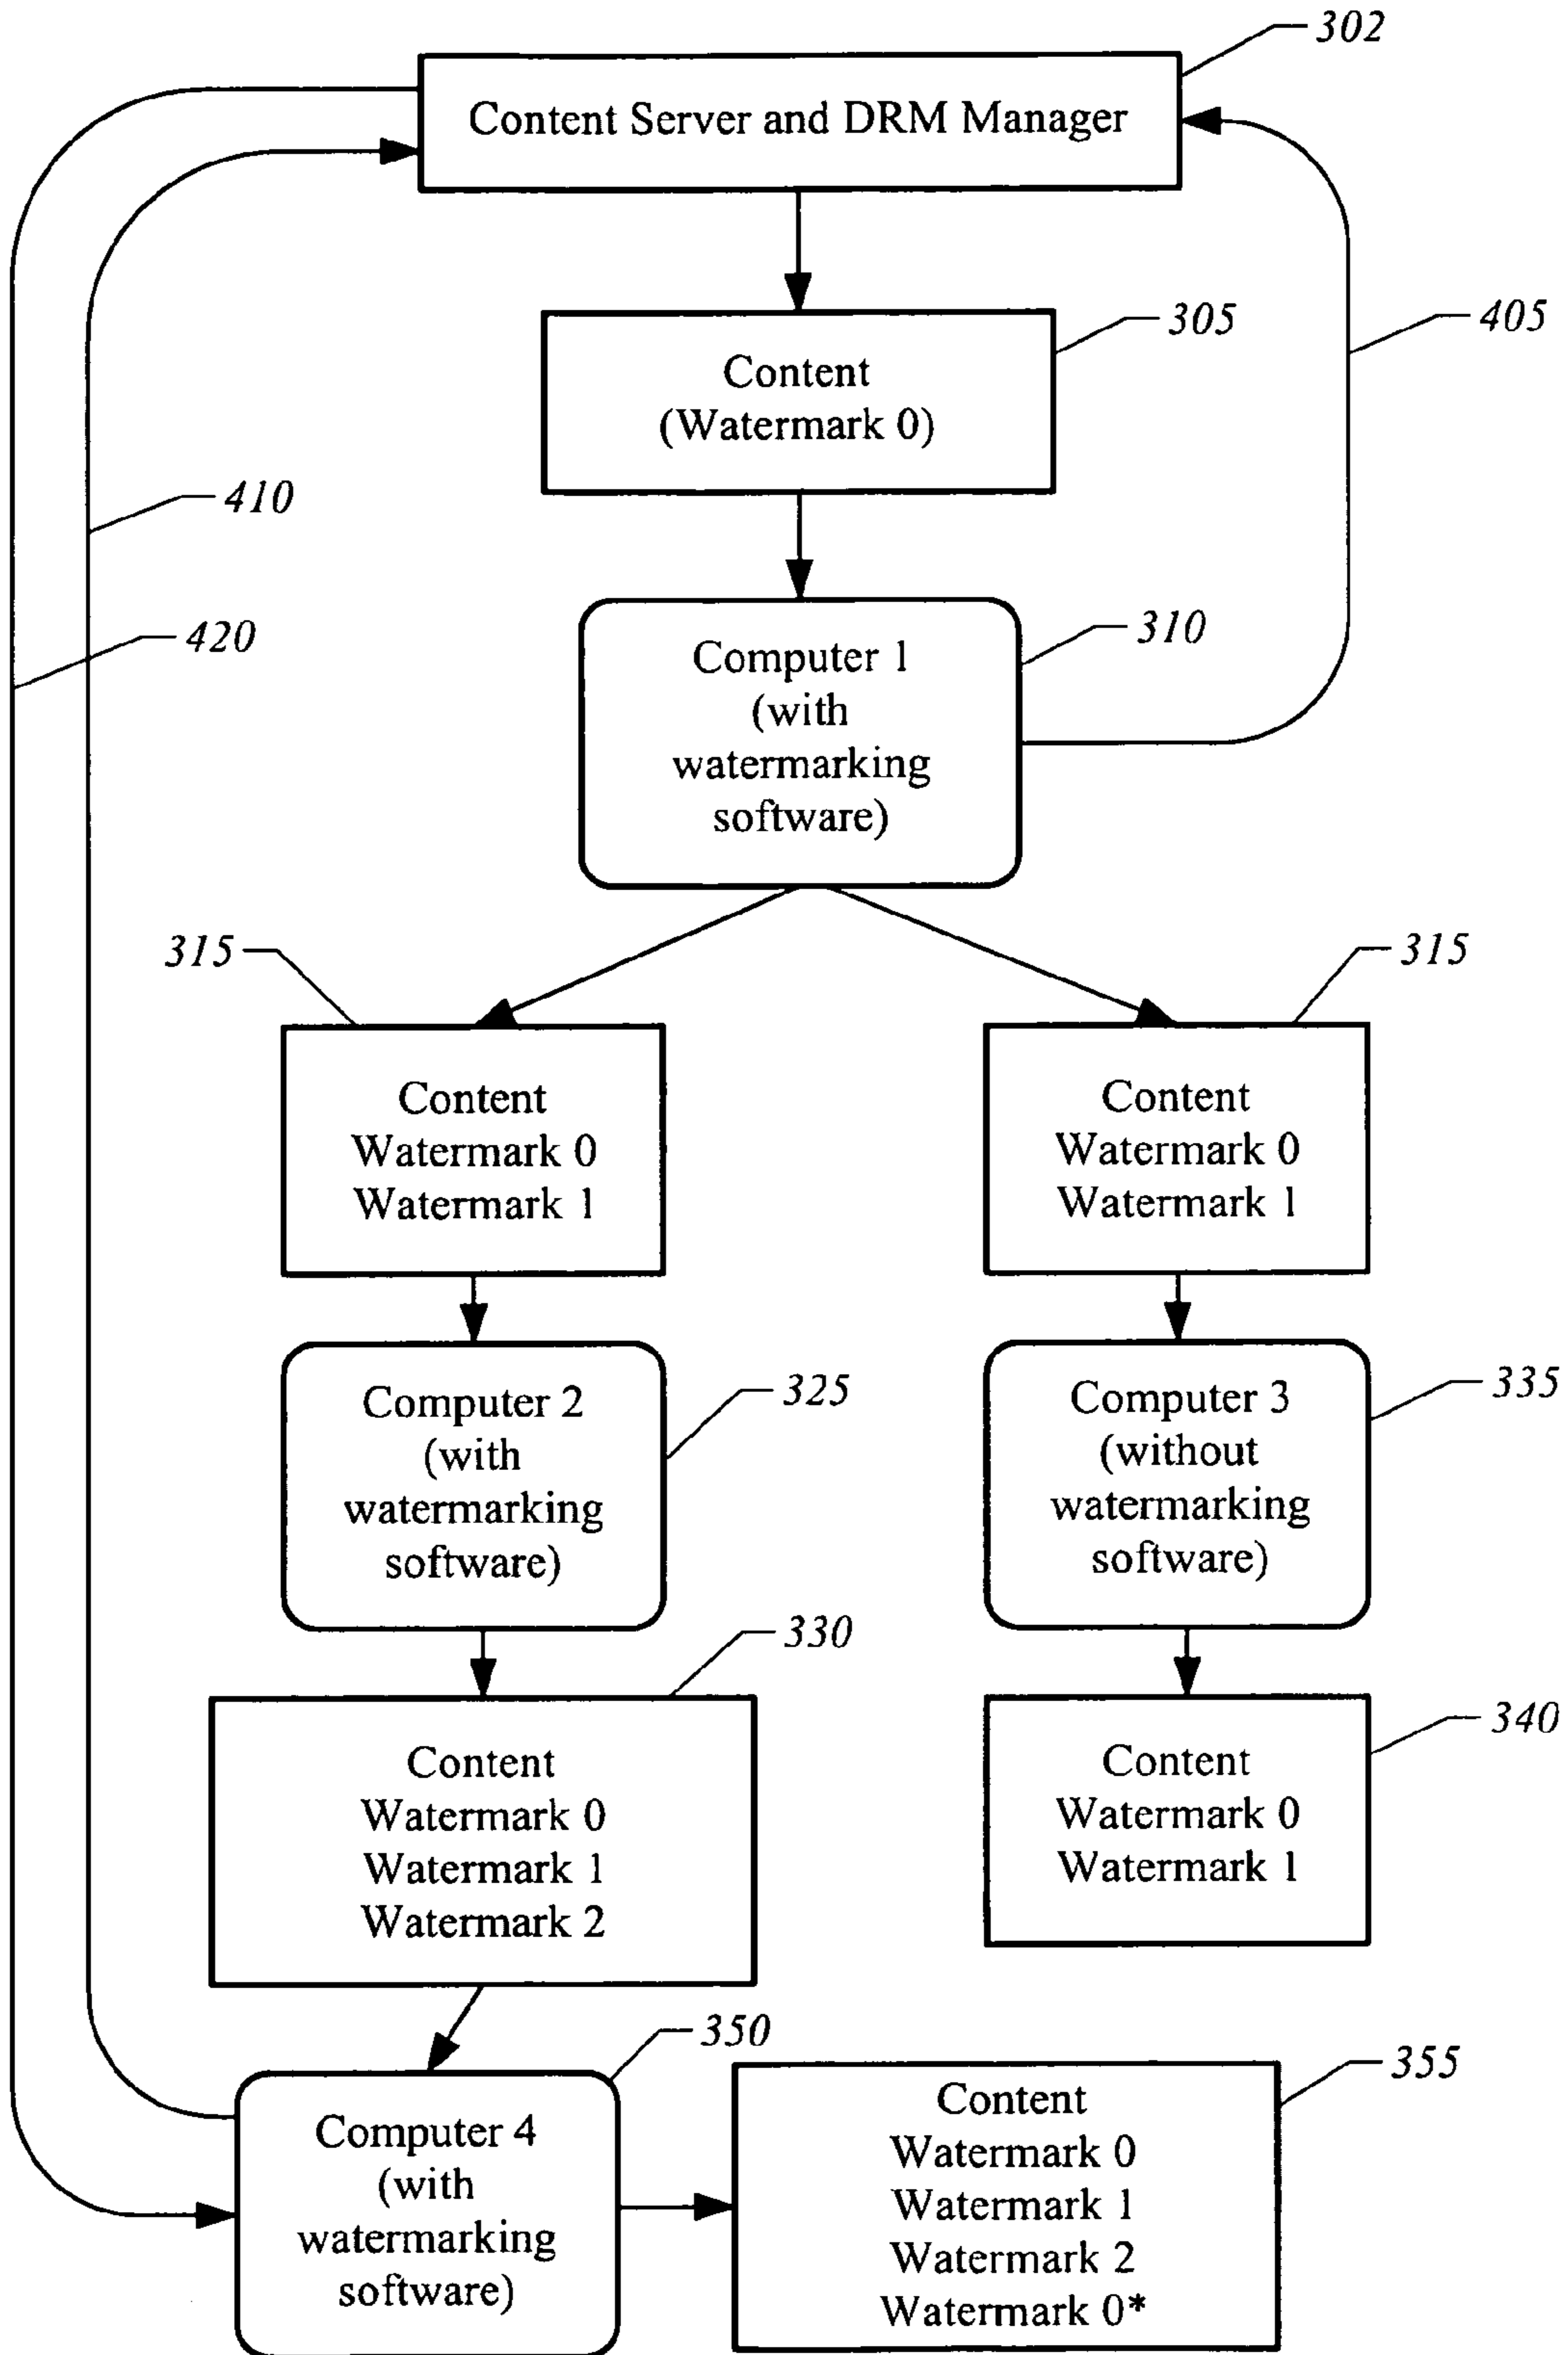 302
Content Server and DRM Manager
305
405
Content
(Watermark 0)
410
420
310
Computer 1
(with
watermarking
software)
315
315
Content
Watermark 0
Watermark 1
Content
Watermark 0
Watermark 1
325
335
Computer 2
(with
watermarking
software)
Computer 3
(without
watermarking
software)
330
340
Content
Watermark 0
Watermark 1
Watermark 2
Content
Watermark 0
Watermark 1
350
355
Computer 4
(with
watermarking
software)
Content
Watermark 0
Watermark 1
Watermark 2
Watermark 0*